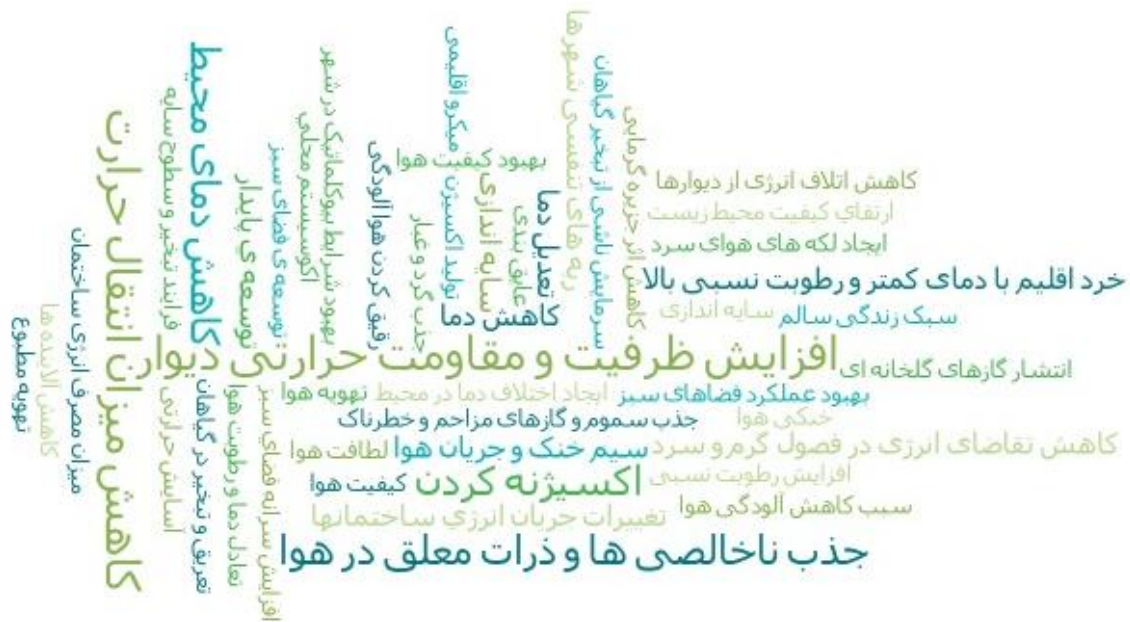 ریه های تنفسی شهرها
میکرو اقلیمی
کاهش دمای محیط
بهبود شرایط بیوکلماتیک در شهر
سرمایش ناشی از تبخیر گیاهان
فرایند تبخیر و سطوح سایه
کاهش اثر جزیره گرمایی
کاهش میزان انتقال حرارت
اکوسیستم محلي
توسعه ی فضای سبز
رقیق کردن هوا آلودگی
بهبود کیفیت هوا
کاهش اتلاف انرژی از دیوارها
توسعه ی پایدار
تولید اکسیژن
سایه اندازی
تعدیل دما
عایق بندی
جذب گرد و غبار
ارتقاي کیفیت محیط زیست
ایجاد لکه های هوای سرد
میزان مصرف انرژی ساختمان
خرد اقلیم با دمای کمتر و رطوبت نسبی بالا
کاهش دما
سایه اندازی
سبک زندگی سالم
کاهش الاینده ها
تهویه مطبوع
افزایش ظرفیت و مقاومت حرارتی دیوار
انتشار گازهای گلخانه ای
آسایش حرارتی
تعریق و تبخیر در گیاهان
تعادل دما و رطوبت هوا
افزایش سرانه فضاي سبز
تهویه هوا
ایجاد اختلاف دما در محیط
بهبود عملکرد فضاهای سبز
جذب سموم و گازهای مزاحم و خطرناک
خنکی هوا
لطافت هوا
سیم خنک و جریان هوا
کاهش تقاضای انرژی در فصول گرم و سرد
کیفیت هوا
اکسیژنه کردن
افزایش رطوبت نسبی
تغییرات جریان انرژي ساختمانها
سبب کاهش آلودگی هوا
جذب ناخالصی ها و ذرات معلق در هوا